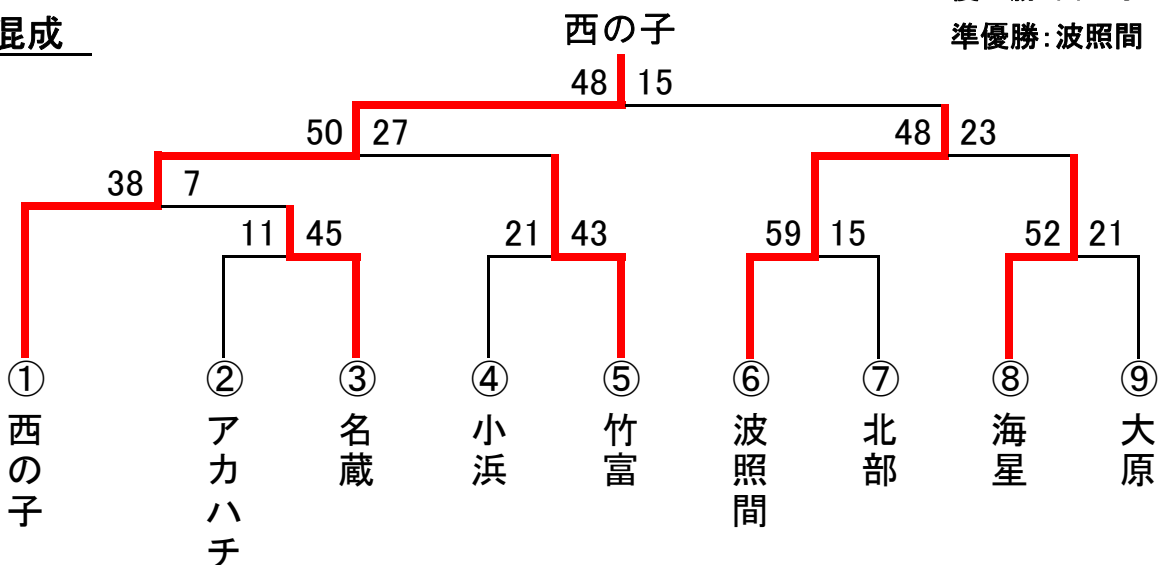 混成
西の子
準優勝:波照間
48 15
50 27
48 23
38 7
11 45
21 43
59 15
52 21
① ② ③ ④ ⑤ ⑥ ⑦ ⑧ ⑨
西の子
アカハチ
名蔵
小浜
竹富
波照間
北部
海星
大原